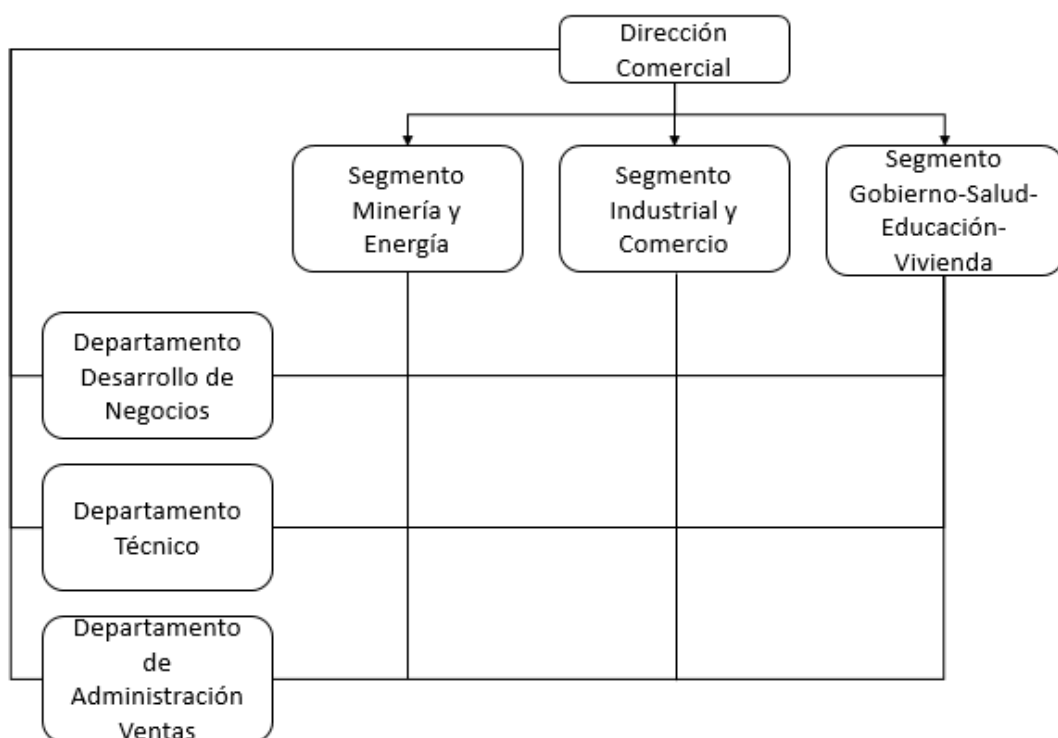 Dirección
Comercial
Segmento
Minería y
Energía
Segmento
Industrial y
Comercio
Segmento
Gobierno-Salud-
Educación-
Vivienda
Departamento
Desarrollo de
Negocios
Departamento
Técnico
Departamento
de
Administración
Ventas